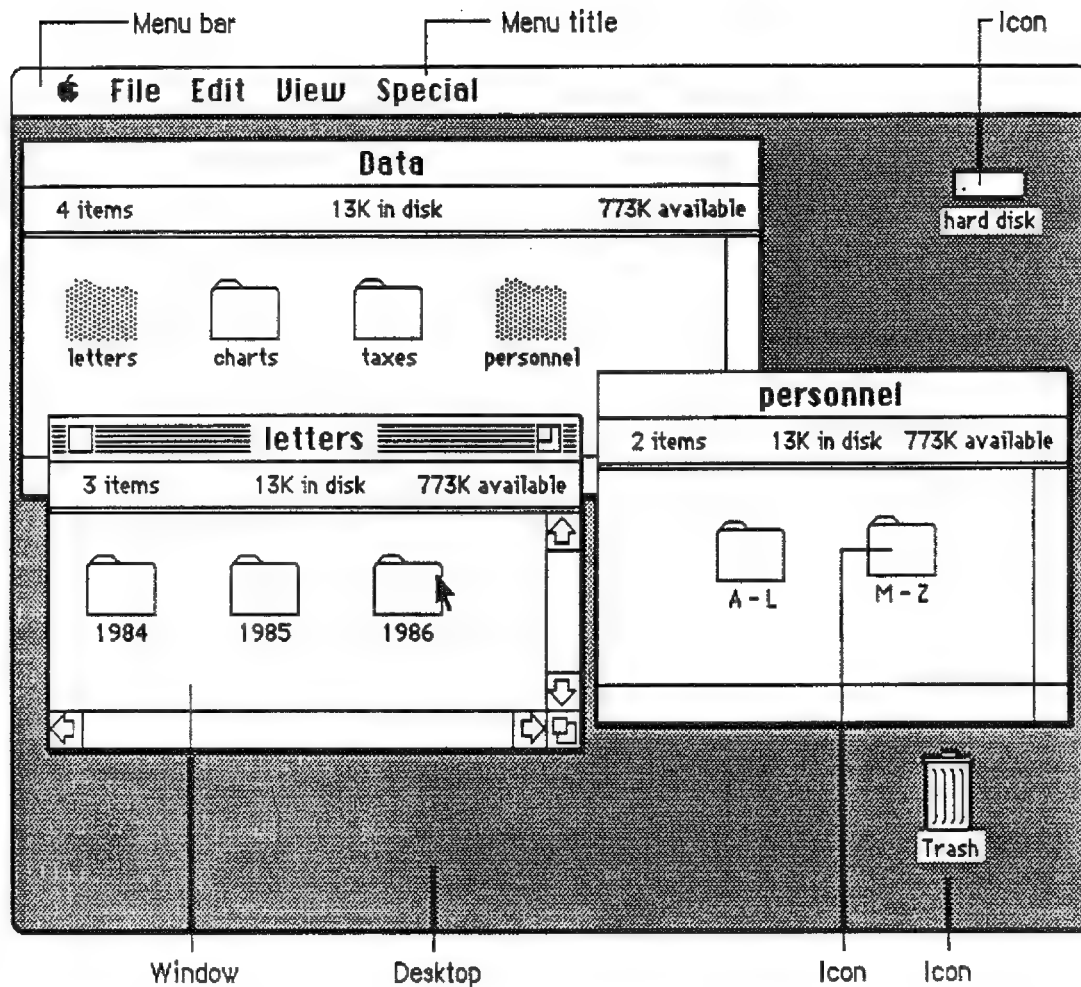 Menu bar Menu title Icon
File Edit View Special
Data
4 items 13K in disk 773K available
hard disk
letters charts taxes personnel
personnel
2 items 13K in disk 773K available
letters
3 items 13K in disk 773K available
A - L M - Z
1984 1985 1986
Trash
Window Desktop Icon Icon